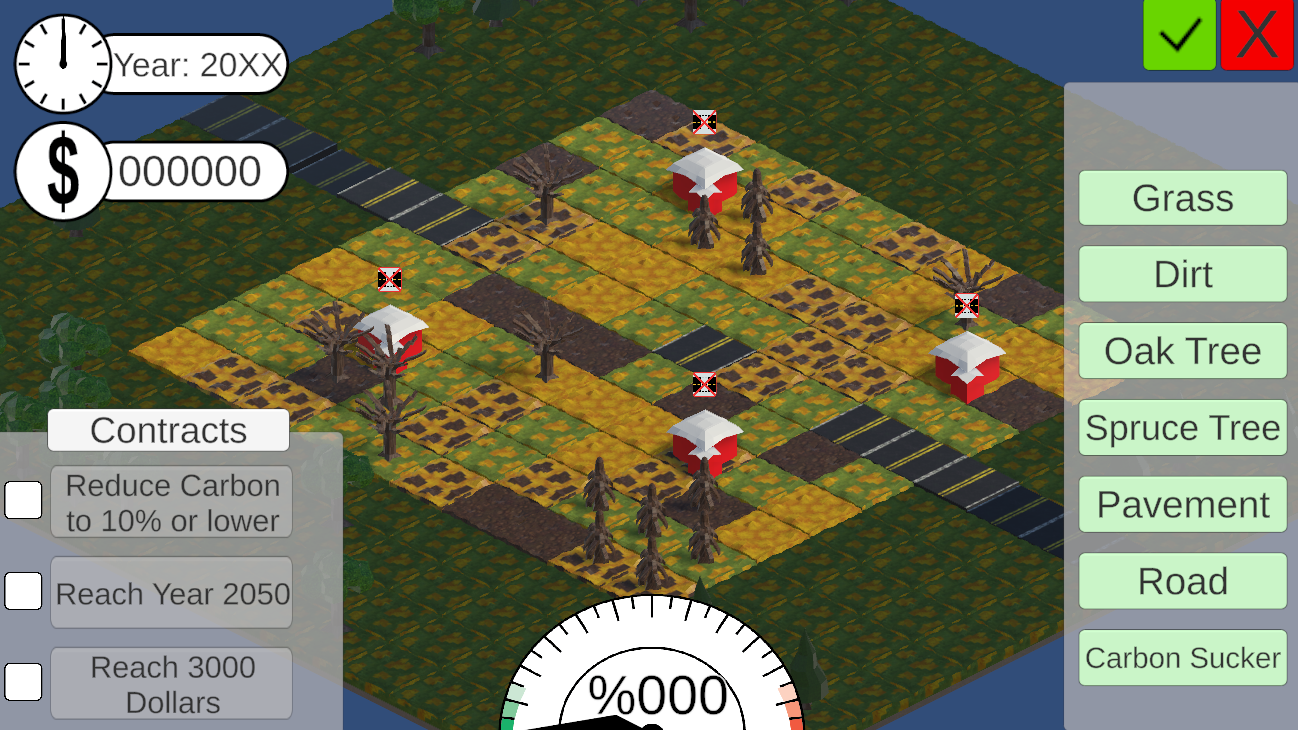 Year: 20XX
$
000000
Contracts
Reduce Carbon
to 10% or lower
Reach Year 2050
Reach 3000
Dollars
%000
X
Grass
Dirt
Oak Tree
Spruce Tree
Pavement
Road
Carbon Sucker